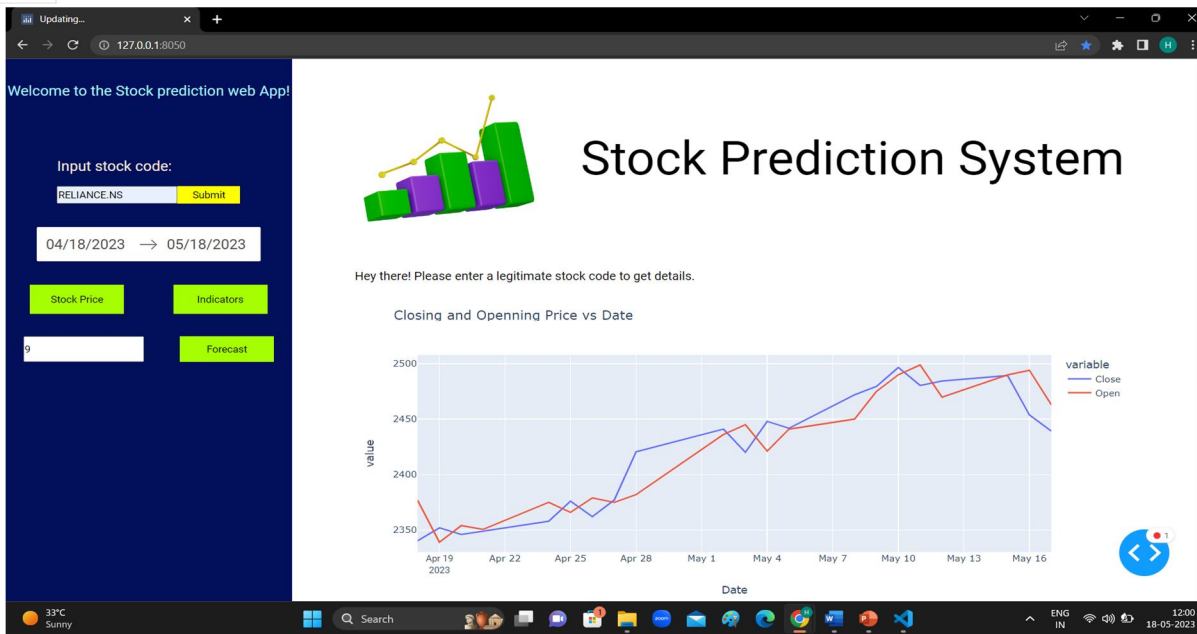 Updating...
127.0.0.1:8050
H
Welcome to the Stock prediction web App!
Input stock code:
RELIANCE.NS
Submit
04/18/2023 → 05/18/2023
Stock Price
Indicators
9
Forecast
Stock Prediction System
Hey there! Please enter a legitimate stock code to get details.
Closing and Openning Price vs Date
2500
2450
2400
2350
value
Apr 19
2023
Apr 22
Apr 25
Apr 28
May 1
May 4
May 7
May 10
May 13
May 16
Date
variable
Close
Open
1
33°C
Sunny
Search
1
zoom
H
W
P
ENG
IN
12:00
18-05-2023